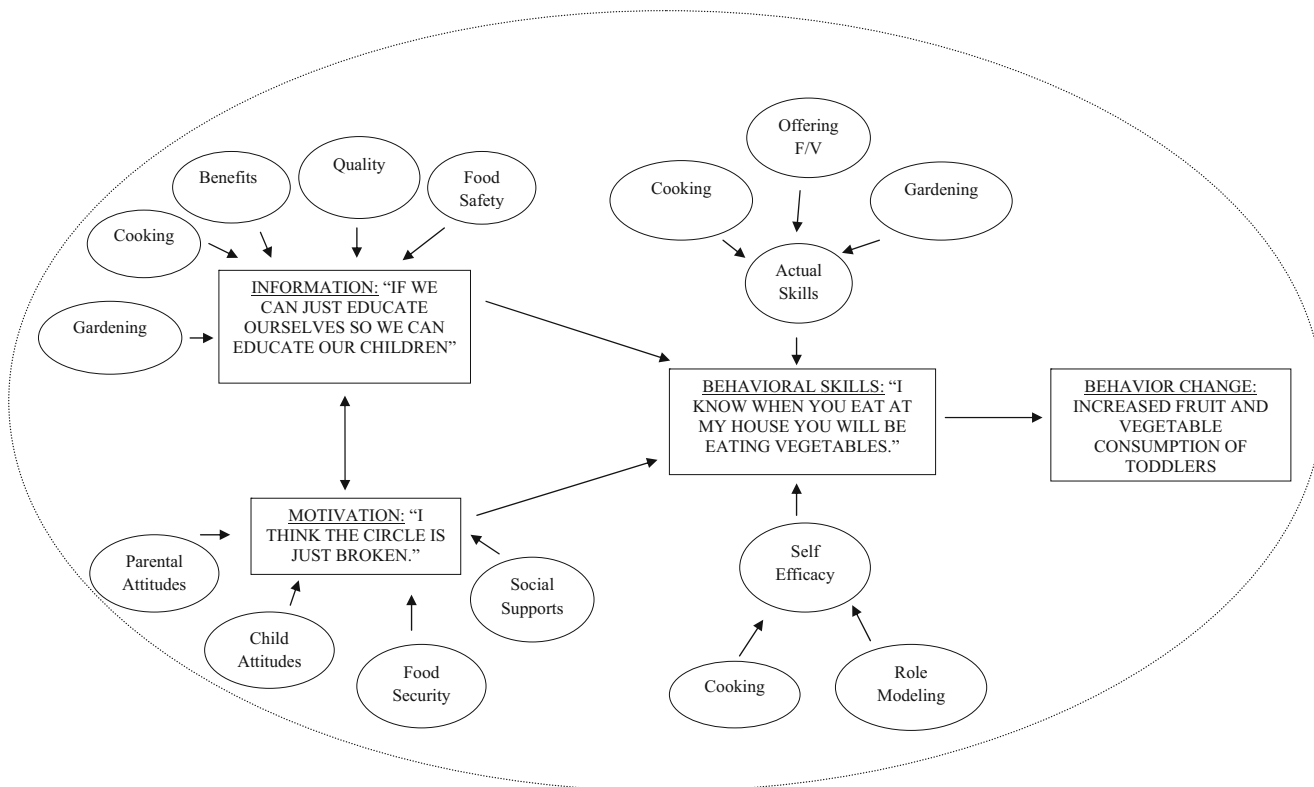 Offering
F/V
Quality
Benefits
Food
Safety
Cooking
Gardening
Cooking
Actual
Skills
INFORMATION: “IF WE
CAN JUST EDUCATE
OURSELVES SO WE CAN
EDUCATE OUR CHILDREN”
Gardening
BEHAVIORAL SKILLS: “I
KNOW WHEN YOU EAT AT
MY HOUSE YOU WILL BE
EATING VEGETABLES.”
BEHAVIOR CHANGE:
INCREASED FRUIT AND
VEGETABLE
CONSUMPTION OF
TODDLERS
MOTIVATION: “I
THINK THE CIRCLE IS
JUST BROKEN.”
Parental
Attitudes
Child
Attitudes
Food
Security
Social
Supports
Self
Efficacy
Cooking
Role
Modeling